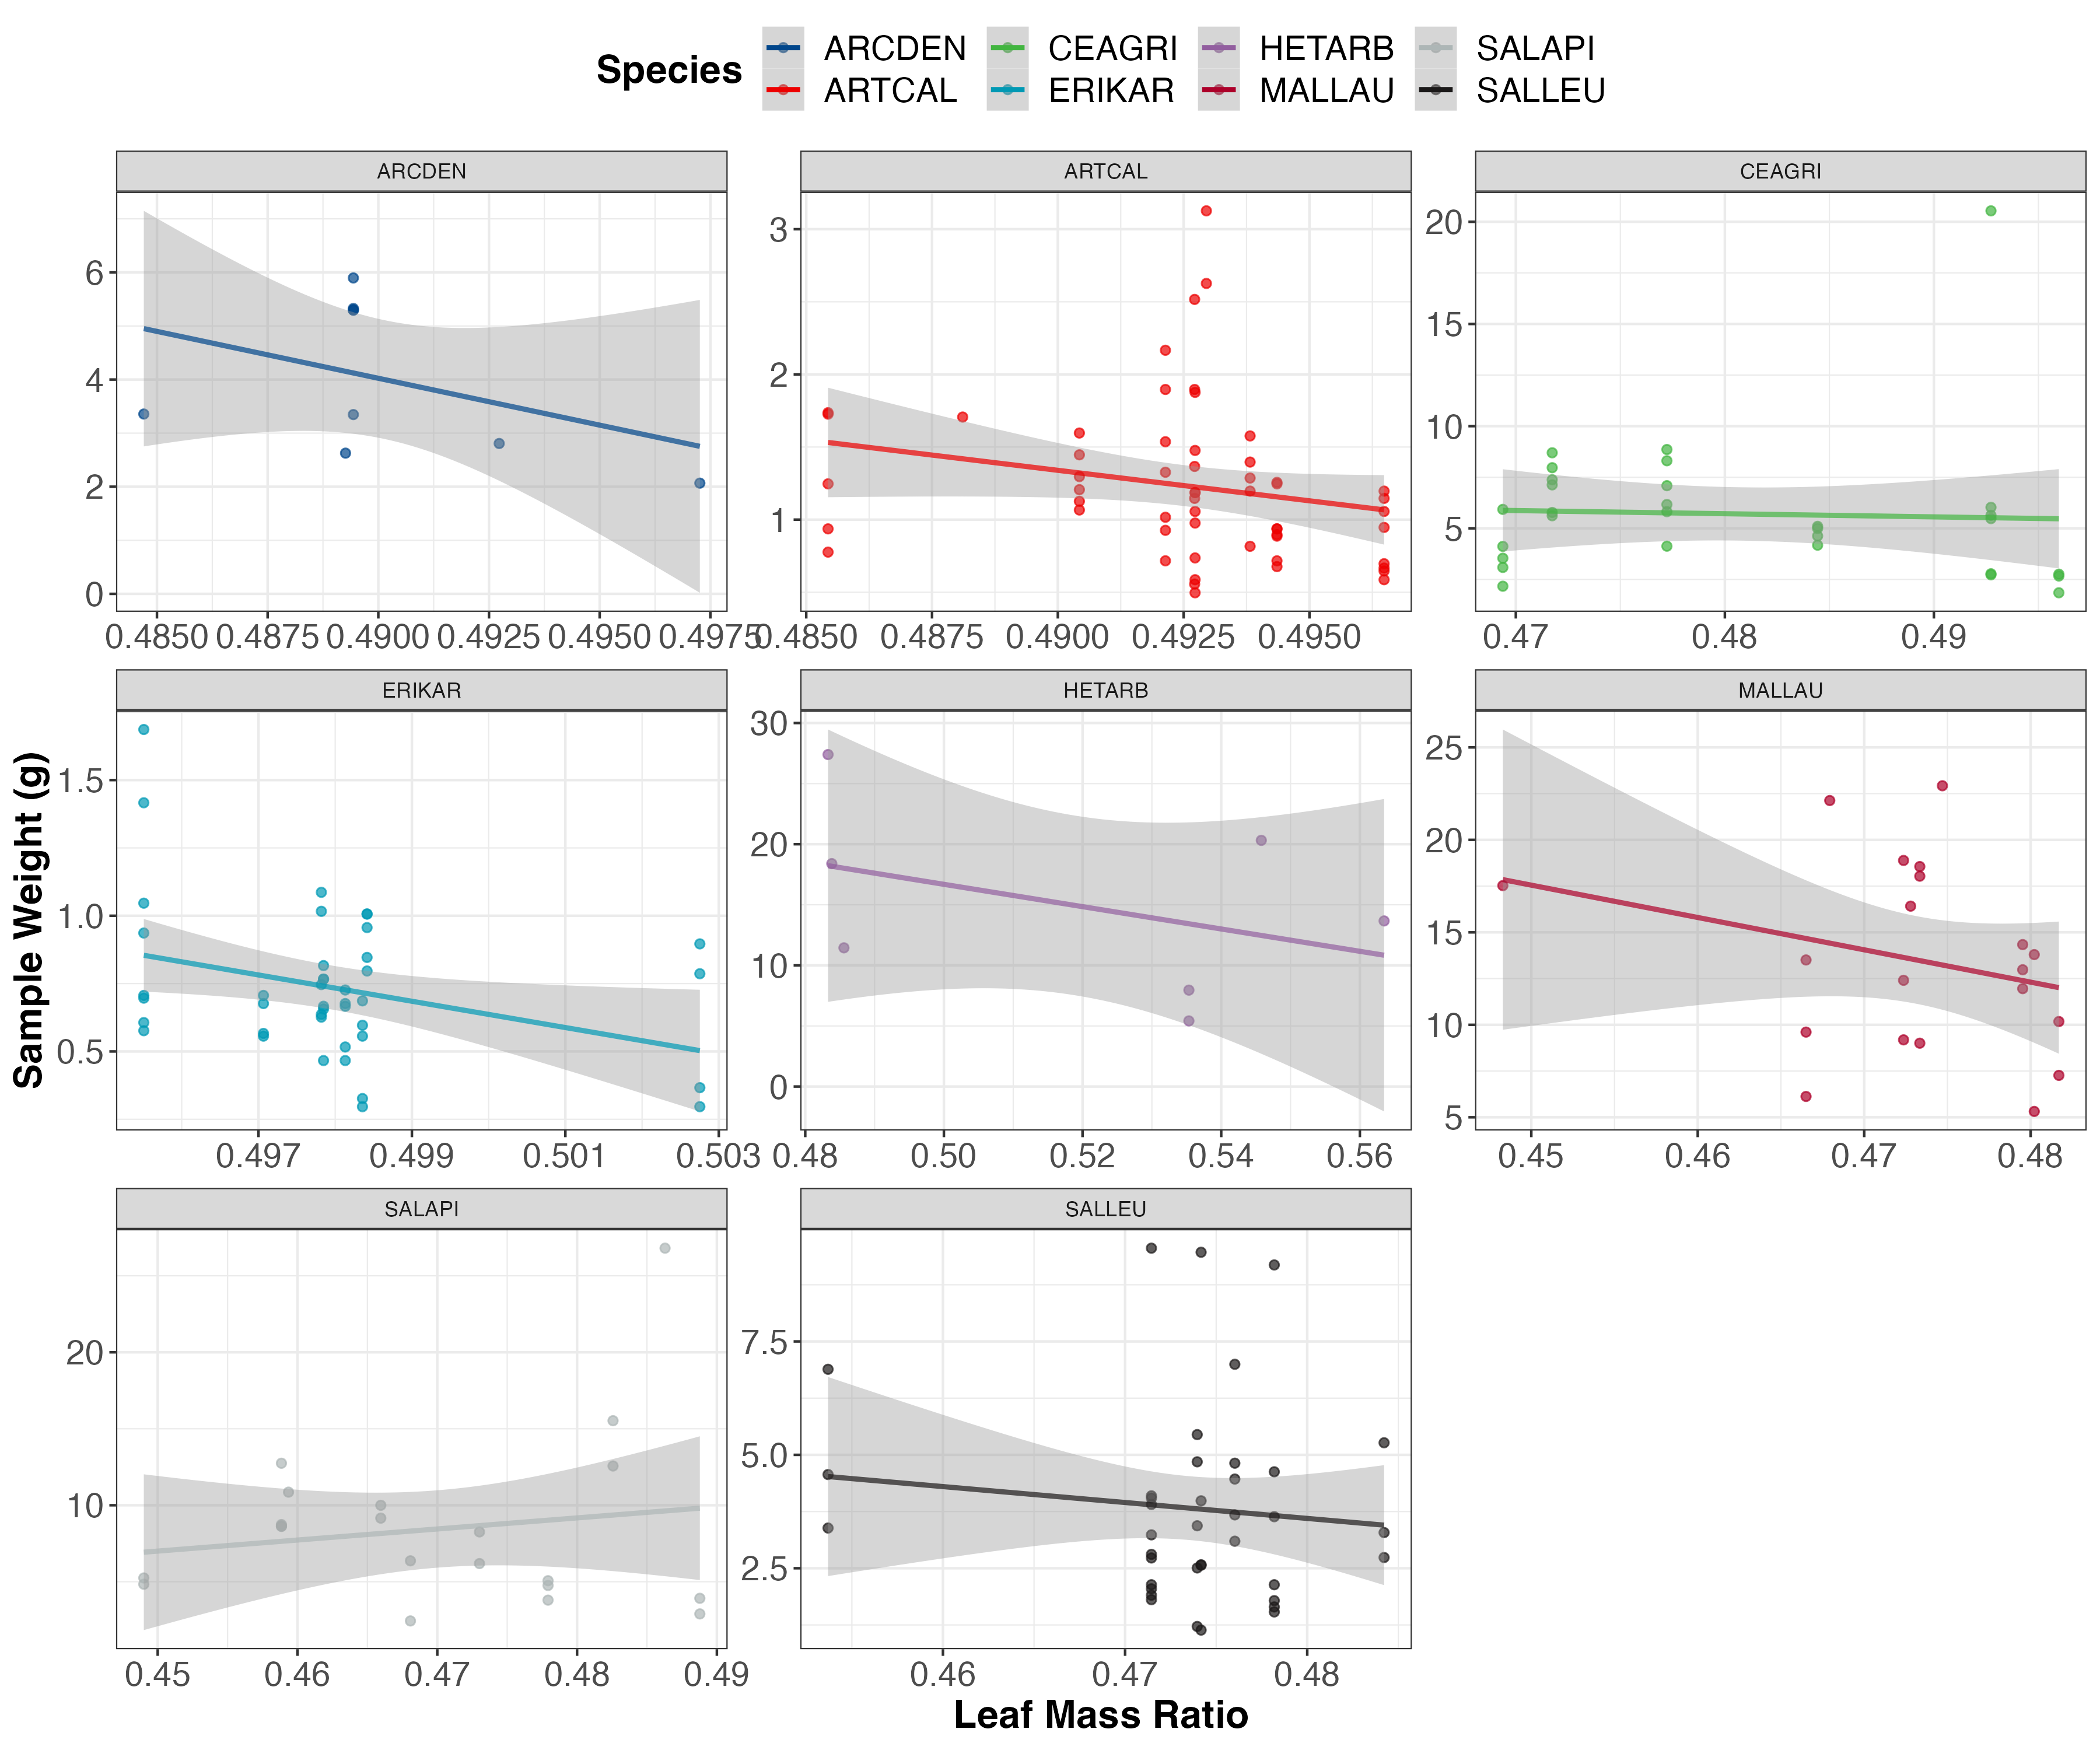 Species
ARCDEN CEAGRI HETARB SALAPI
ARTCAL ERIKAR MALLAU SALLEU
ARCDEN ARTCAL CEAGRI
6
4
2
0
3
2
1
20
15
10
5
0.4850 0.4875 0.4900 0.4925 0.4950 0.4975
0.4850 0.4875 0.4900 0.4925 0.4950
0.47 0.48 0.49
ERIKAR HETARB MALLAU
Sample Weight (g)
1.5
1.0
0.5
30
20
10
0
25
20
15
10
5
0.497 0.499 0.501 0.503
0.48 0.50 0.52 0.54 0.56
0.45 0.46 0.47 0.48
SALAPI SALLEU
20
10
7.5
5.0
2.5
0.45 0.46 0.47 0.48 0.49
0.46 0.47 0.48
Leaf Mass Ratio